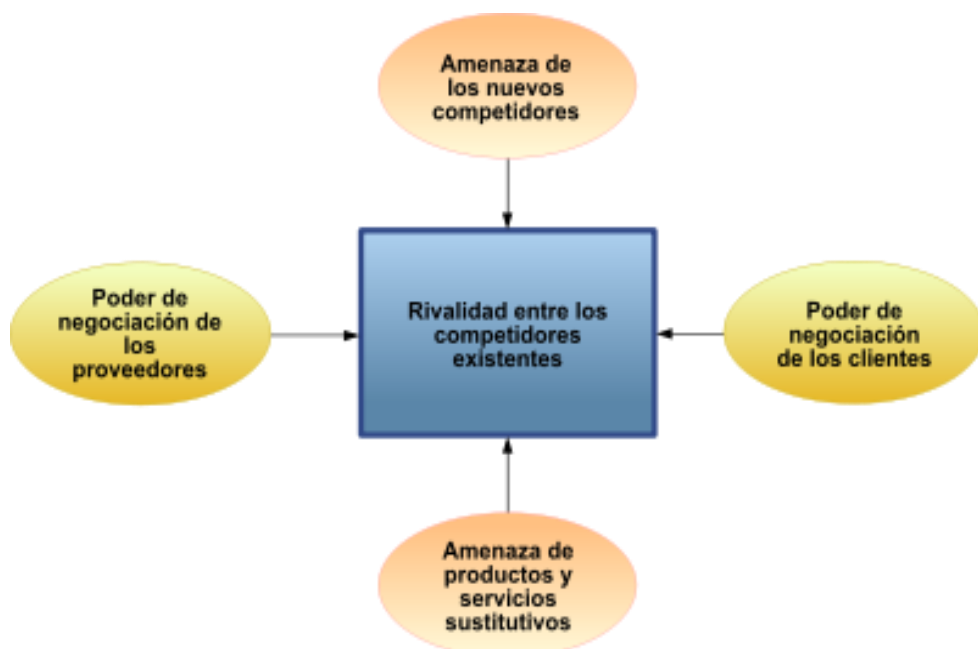 Amenaza de
los nuevos
competidores
Poder de
negociación de
los
proveedores
Rivalidad entre los
competidores
existentes
Poder de
negociación
de los clientes
Amenaza de
productos y
servicios
sustitutivos